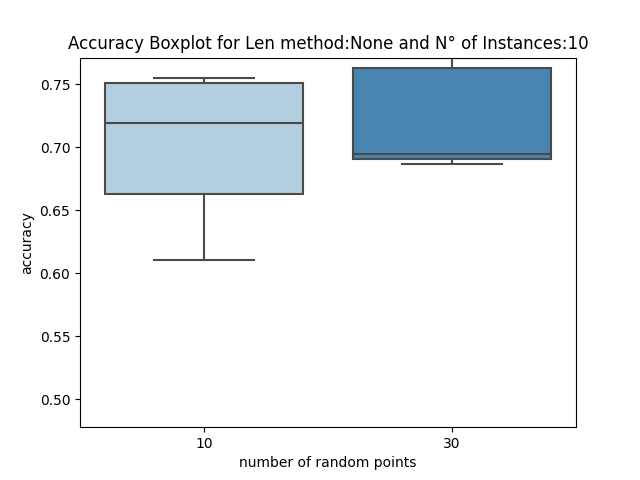 Accuracy Boxplot for Len method:None and N° of Instances:10
0.75
0.70
0.65
0.60
0.55
0.50
accuracy
10 30
number of random points